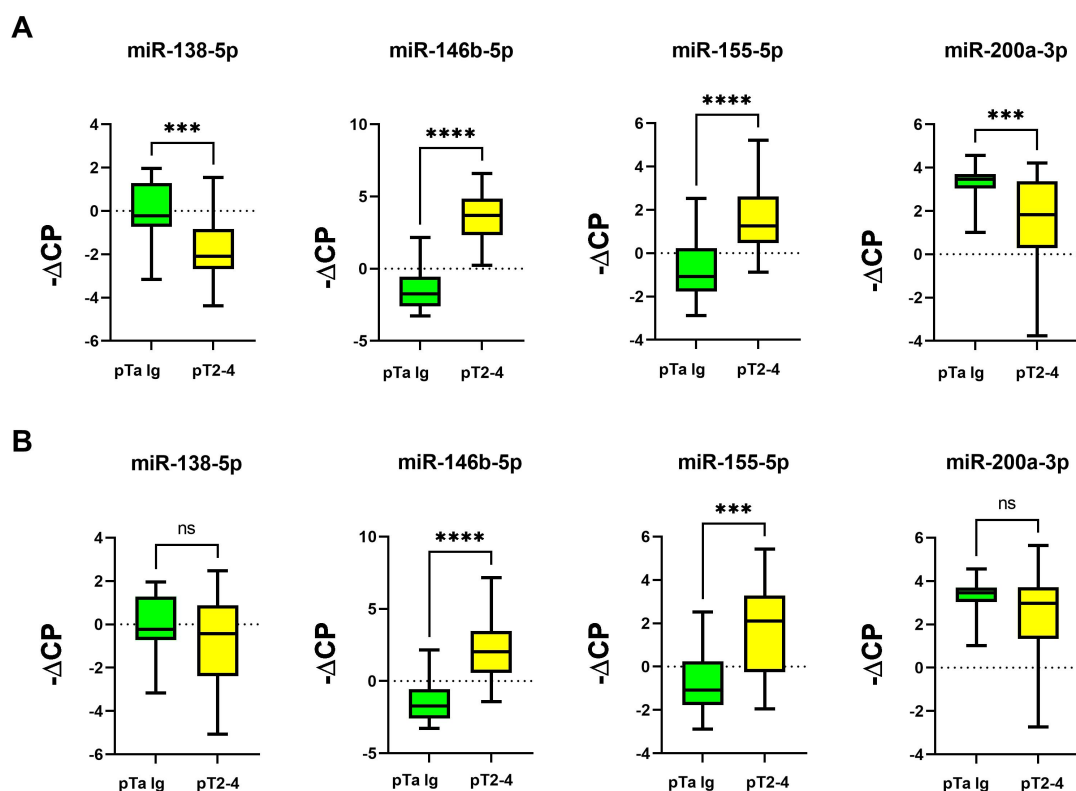 A
miR-138-5p miR-146b-5p miR-155-5p miR-200a-3p
*** **** **** ***
-ΔCP -ΔCP -ΔCP -ΔCP
4 2 0 -2 -4 -6
10 5 0 -5
6 4 2 0 -2 -4
6 4 2 0 -2 -4
pTa lg pT2-4 pTa lg pT2-4 pTa lg pT2-4 pTa lg pT2-4
B
miR-138-5p miR-146b-5p miR-155-5p miR-200a-3p
ns **** *** ns
-ΔCP -ΔCP -ΔCP -ΔCP
4 2 0 -2 -4 -6
10 5 0 -5
6 4 2 0 -2 -4
6 4 2 0 -2 -4
pTa lg pT2-4 pTa lg pT2-4 pTa lg pT2-4 pTa lg pT2-4